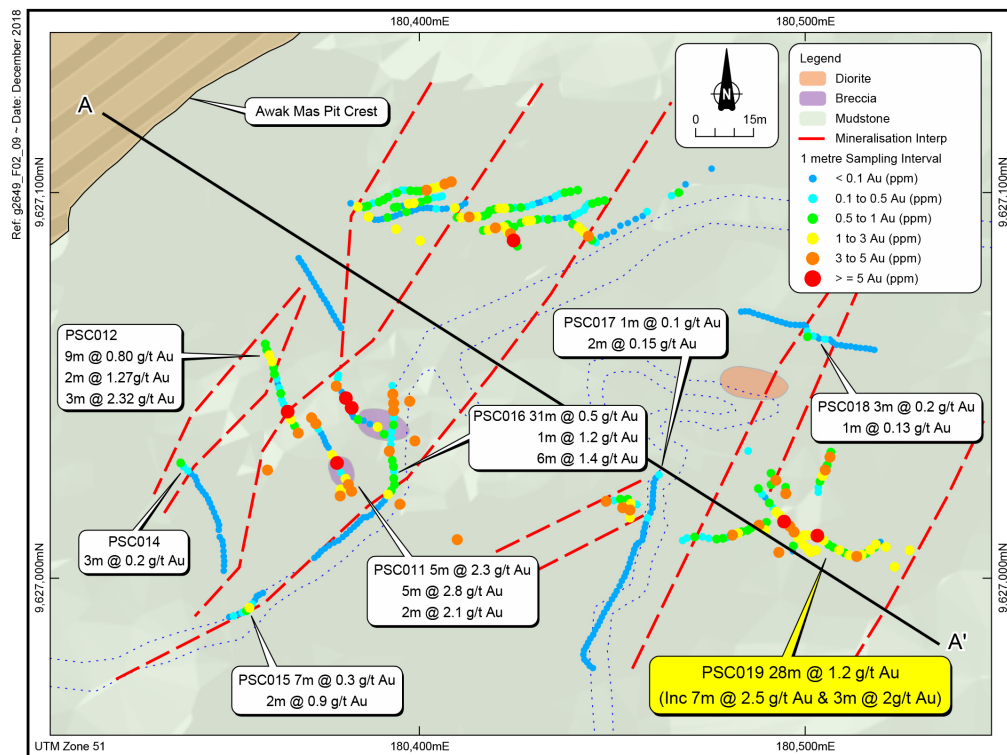 Ref: g2649_F02_09 ~ Date: December 2018
180,400mE
180,500mE
9,627,100mN
9,627,100mN
9,627,000mN
9,627,000mN
A
Awak Mas Pit Crest
N
0 15m
Legend
Diorite
Breccia
Mudstone
Mineralisation Interp
1 metre Sampling Interval
< 0.1 Au (ppm)
0.1 to 0.5 Au (ppm)
0.5 to 1 Au (ppm)
1 to 3 Au (ppm)
3 to 5 Au (ppm)
> = 5 Au (ppm)
PSC012
9m @ 0.80 g/t Au
2m @ 1.27g/t Au
3m @ 2.32 g/t Au
PSC017 1m @ 0.1 g/t Au
2m @ 0.15 g/t Au
PSC016 31m @ 0.5 g/t Au
1m @ 1.2 g/t Au
6m @ 1.4 g/t Au
PSC018 3m @ 0.2 g/t Au
1m @ 0.13 g/t Au
PSC014
3m @ 0.2 g/t Au
PSC011 5m @ 2.3 g/t Au
5m @ 2.8 g/t Au
2m @ 2.1 g/t Au
PSC015 7m @ 0.3 g/t Au
2m @ 0.9 g/t Au
A'
PSC019 28m @ 1.2 g/t Au
(Inc 7m @ 2.5 g/t Au & 3m @ 2g/t Au)
UTM Zone 51
180,400mE
180,500mE